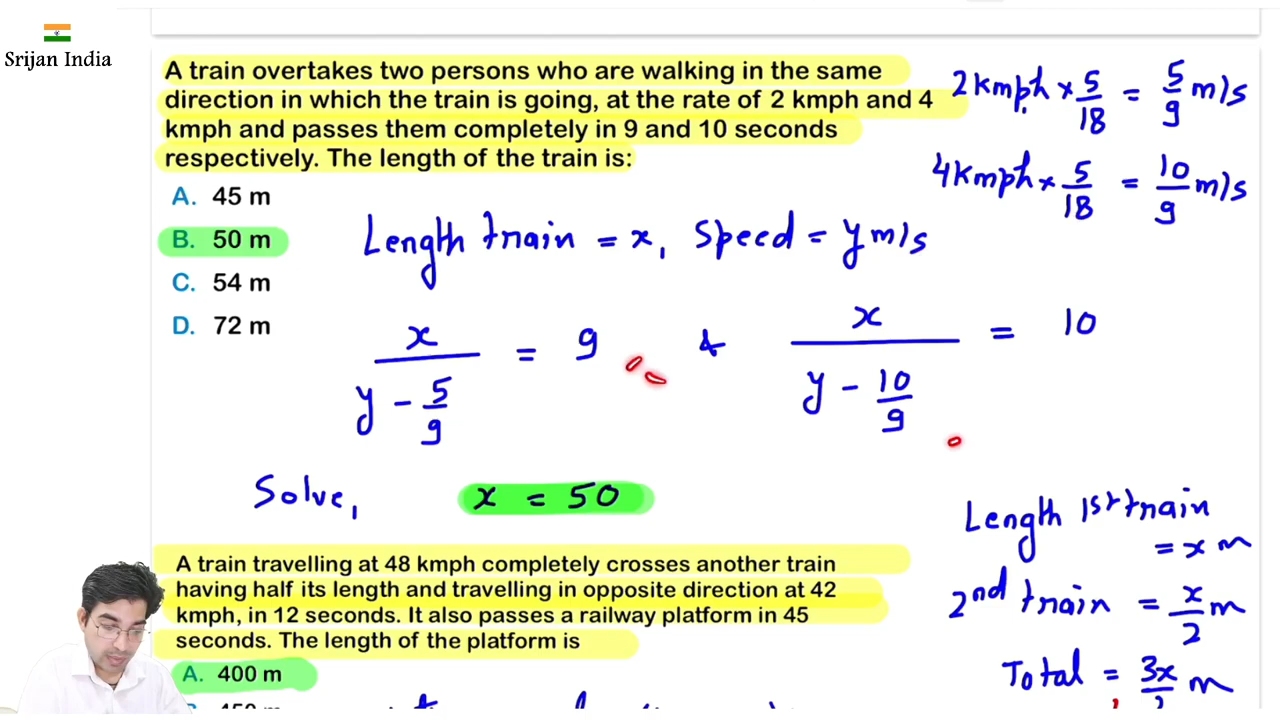 Srijan India
A train overtakes two persons who are walking in the same
direction in which the train is going, at the rate of 2 kmph and 4
kmph and passes them completely in 9 and 10 seconds
respectively. The length of the train is:
A. 45 m
B. 50 m
C. 54 m
D. 72 m
2 kmph × 5/18 = 5/9 m/s
4 kmph × 5/18 = 10/9 m/s
Length train = x, Speed = y m/s
x / (y - 5/9) = 9 & x / (y - 10/9) = 10
Solve, x = 50
A train travelling at 48 kmph completely crosses another train
having half its length and travelling in opposite direction at 42
kmph, in 12 seconds. It also passes a railway platform in 45
seconds. The length of the platform is
A. 400 m
Length 1st train
= x m
2nd train = x/2 m
Total = 3x/2 m